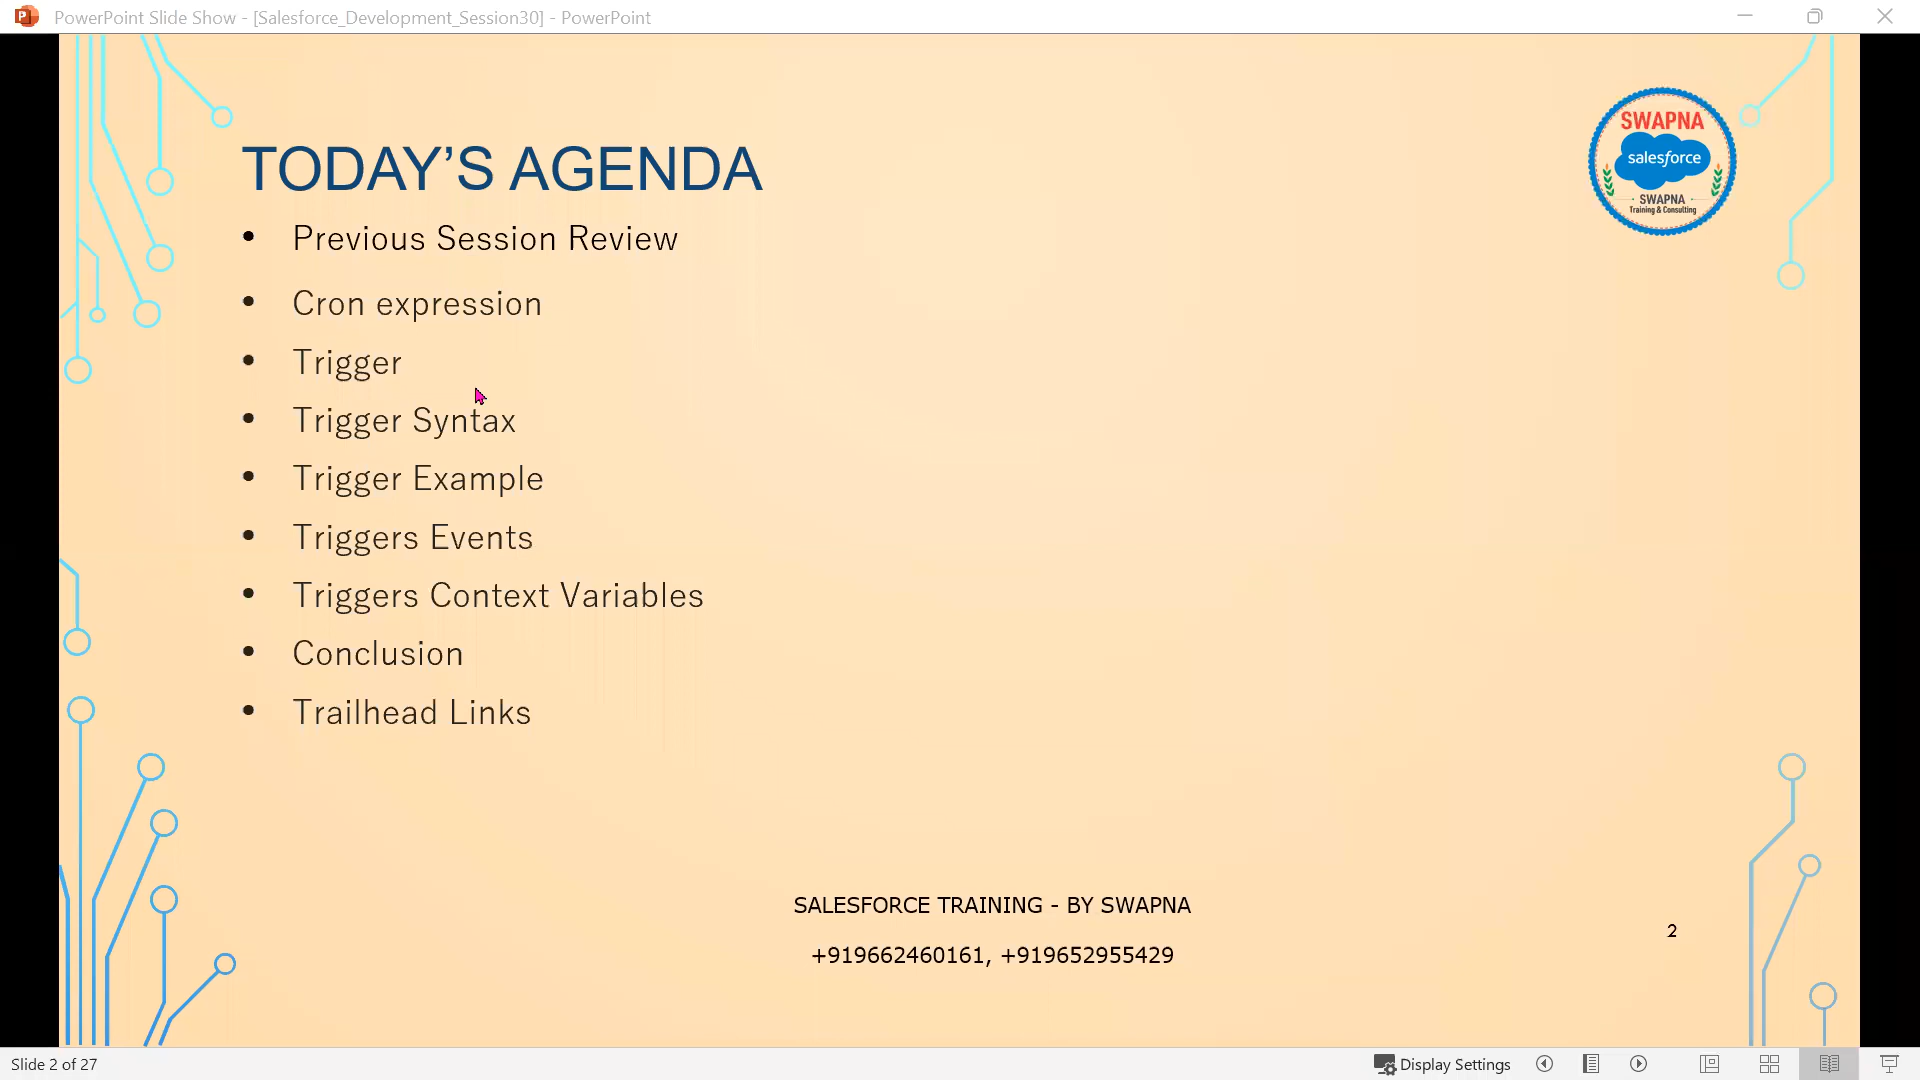 PowerPoint Slide Show - [Salesforce_Development_Session30] - PowerPoint
SWAPNA
salesforce
SWAPNA
Training & Consulting
TODAY’S AGENDA
• Previous Session Review
• Cron expression
• Trigger
• Trigger Syntax
• Trigger Example
• Triggers Events
• Triggers Context Variables
• Conclusion
• Trailhead Links
SALESFORCE TRAINING - BY SWAPNA
2
+919662460161, +919652955429
Slide 2 of 27
Display Settings